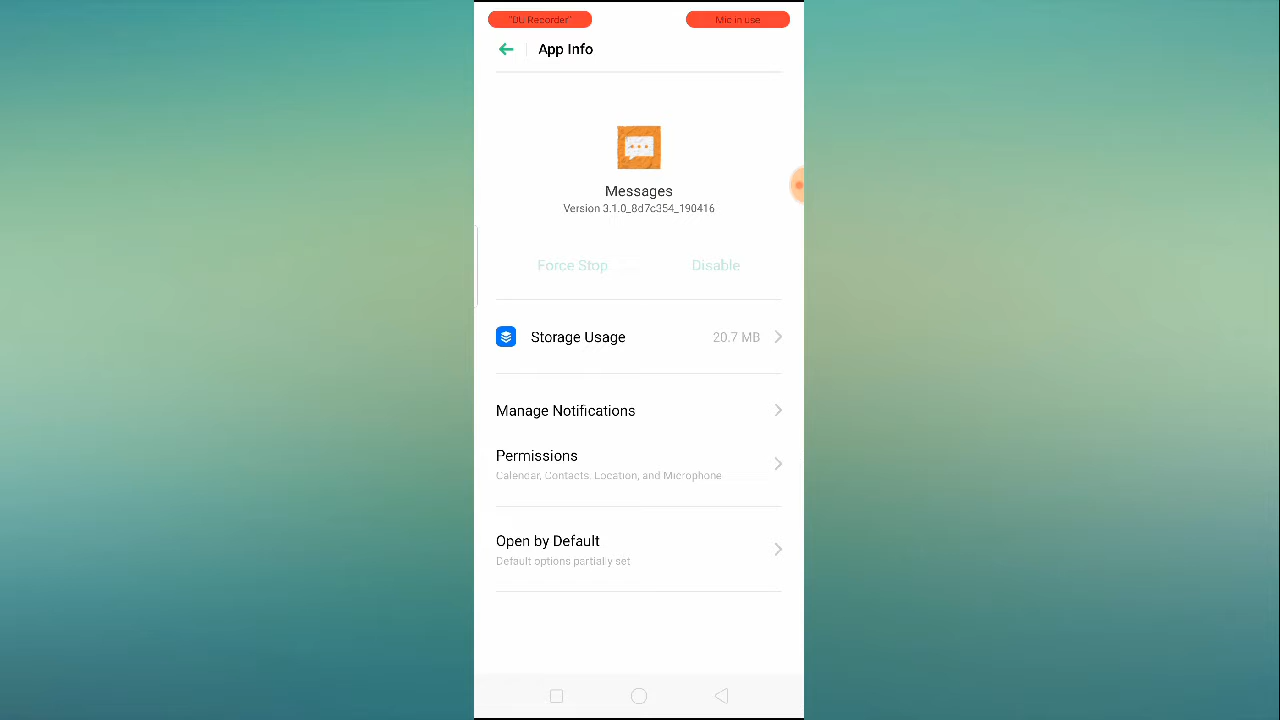 "DU Recorder"
Mic in use
App Info
Messages
Version 3.1.0_8d7c354_190416
Force Stop
Disable
Storage Usage
20.7 MB
Manage Notifications
Permissions
Calendar, Contacts, Location, and Microphone
Open by Default
Default options partially set